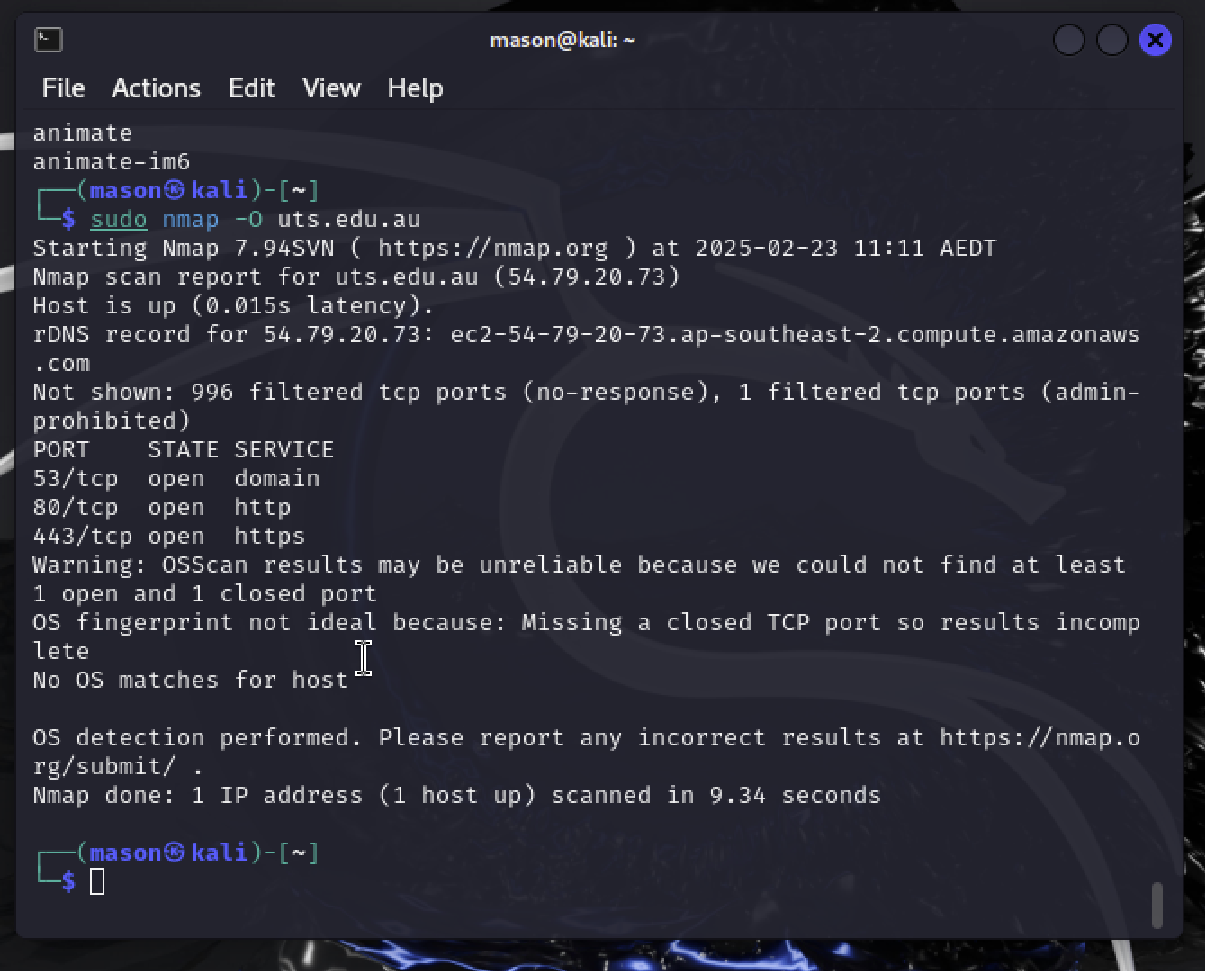 mason@kali: ~
File Actions Edit View Help
animate
animate-im6
┌──(mason㉿kali)-[~]
└─$ sudo nmap -O uts.edu.au
Starting Nmap 7.94SVN ( https://nmap.org ) at 2025-02-23 11:11 AEDT
Nmap scan report for uts.edu.au (54.79.20.73)
Host is up (0.015s latency).
rDNS record for 54.79.20.73: ec2-54-79-20-73.ap-southeast-2.compute.amazonaws
.com
Not shown: 996 filtered tcp ports (no-response), 1 filtered tcp ports (admin-
prohibited)
PORT    STATE SERVICE
53/tcp  open  domain
80/tcp  open  http
443/tcp open  https
Warning: OSScan results may be unreliable because we could not find at least
1 open and 1 closed port
OS fingerprint not ideal because: Missing a closed TCP port so results incomp
lete
No OS matches for host

OS detection performed. Please report any incorrect results at https://nmap.o
rg/submit/ .
Nmap done: 1 IP address (1 host up) scanned in 9.34 seconds

┌──(mason㉿kali)-[~]
└─$